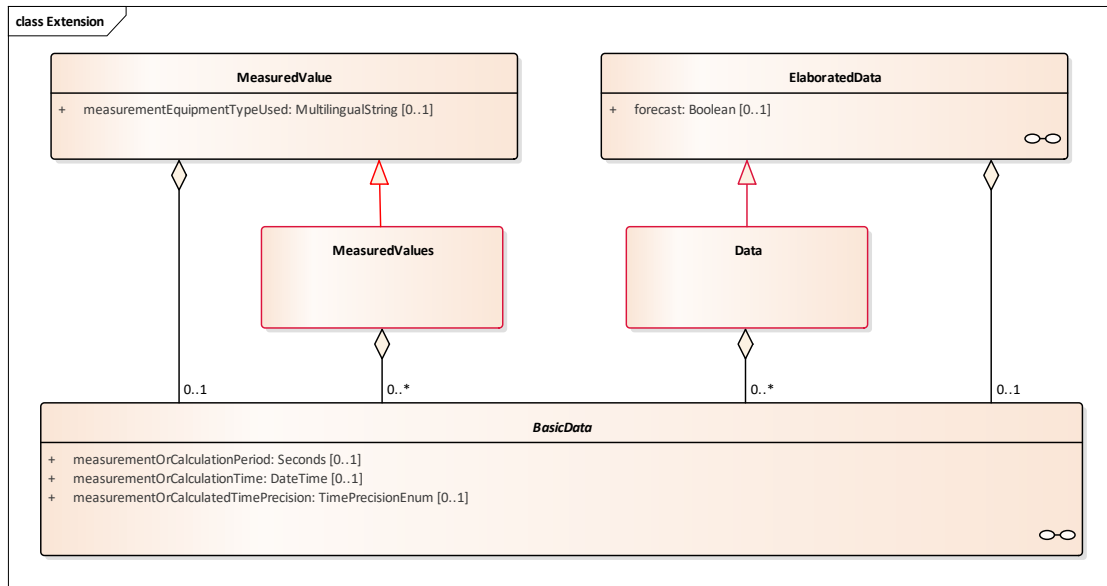 class Extension
MeasuredValue
+ measurementEquipmentTypeUsed: MultilingualString [0..1]
ElaboratedData
+ forecast: Boolean [0..1]
MeasuredValues
Data
0..1
0..*
0..*
0..1
BasicData
+ measurementOrCalculationPeriod: Seconds [0..1]
+ measurementOrCalculationTime: DateTime [0..1]
+ measurementOrCalculatedTimePrecision: TimePrecisionEnum [0..1]